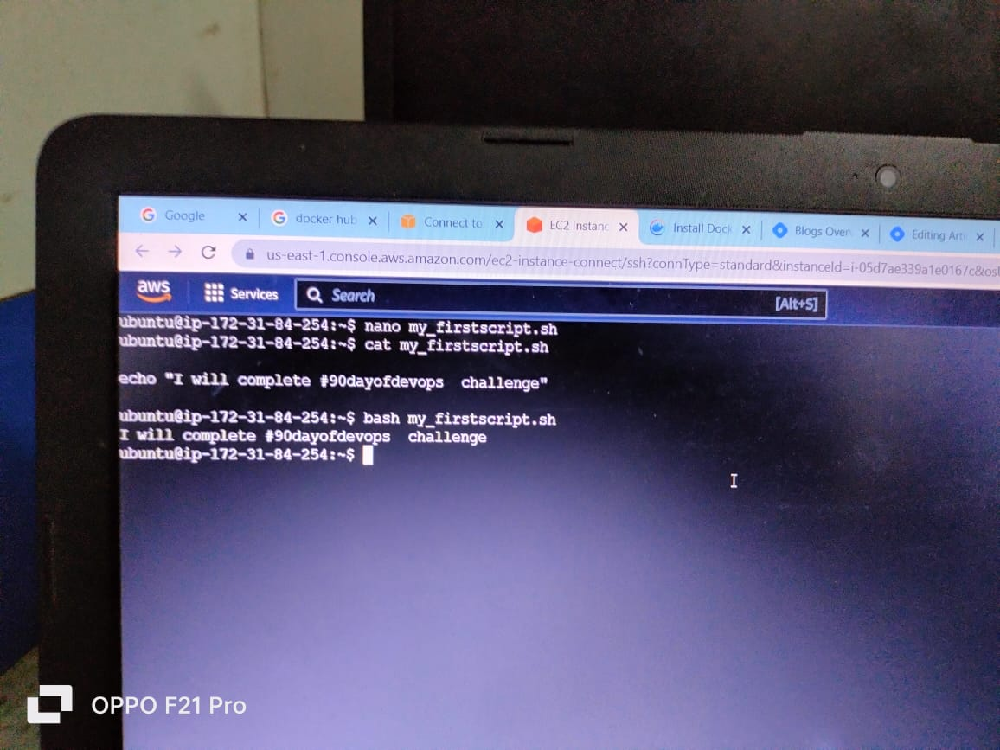 Google
docker hub
Connect to
EC2 Instanc
Install Dock
Blogs Over
Editing Arti
us-east-1.console.aws.amazon.com/ec2-instance-connect/ssh?connType=standard&instanceId=i-05d7ae339a1e0167c&os
aws
Services
Search
[Alt+S]
ubuntu@ip-172-31-84-254:~$ nano my_firstscript.sh
ubuntu@ip-172-31-84-254:~$ cat my_firstscript.sh
echo "I will complete #90dayofdevops  challenge"
ubuntu@ip-172-31-84-254:~$ bash my_firstscript.sh
I will complete #90dayofdevops  challenge
ubuntu@ip-172-31-84-254:~$
OPPO F21 Pro